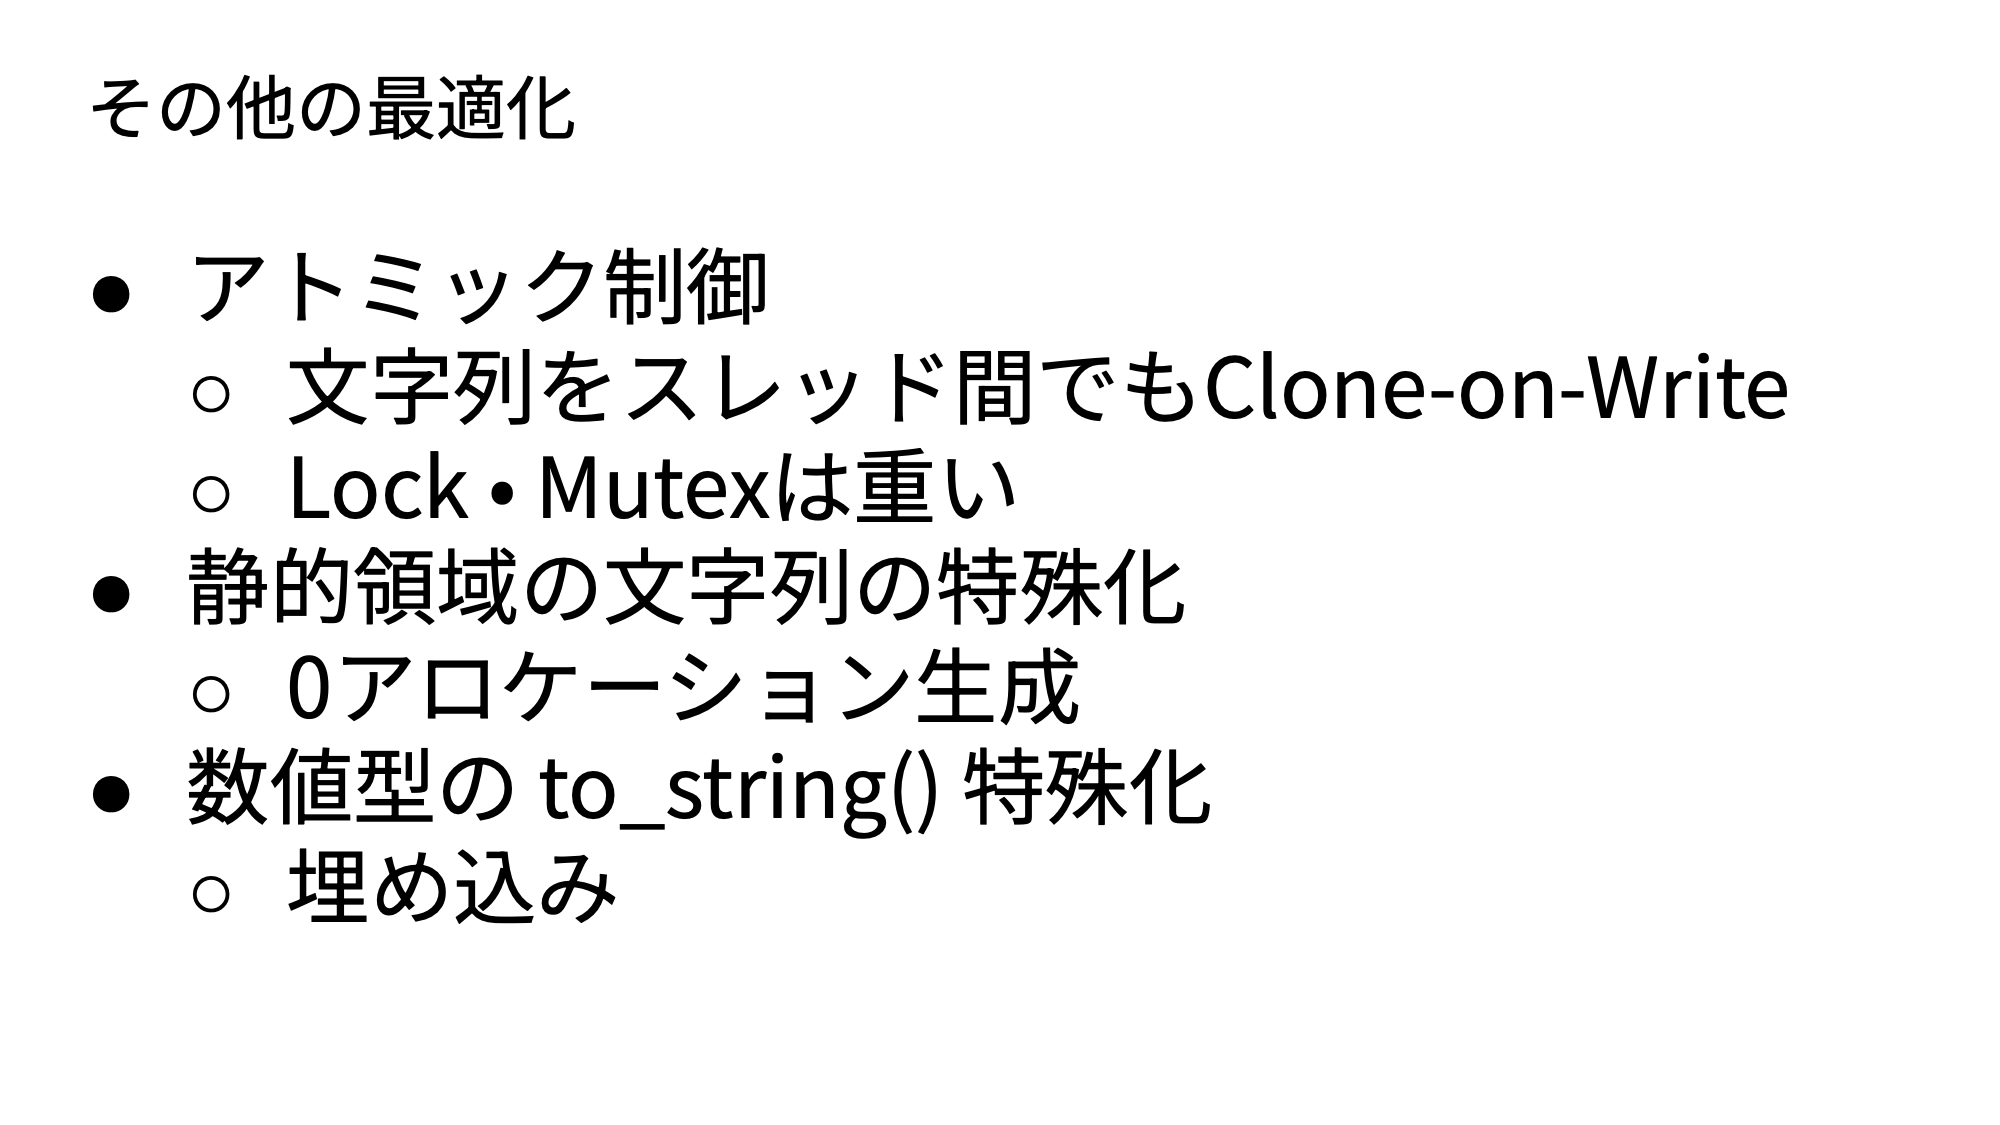 その他の最適化
● アトミック制御
○ 文字列をスレッド間でもClone-on-Write
○ Lock・Mutexは重い
● 静的領域の文字列の特殊化
○ 0アロケーション生成
● 数値型の to_string() 特殊化
○ 埋め込み